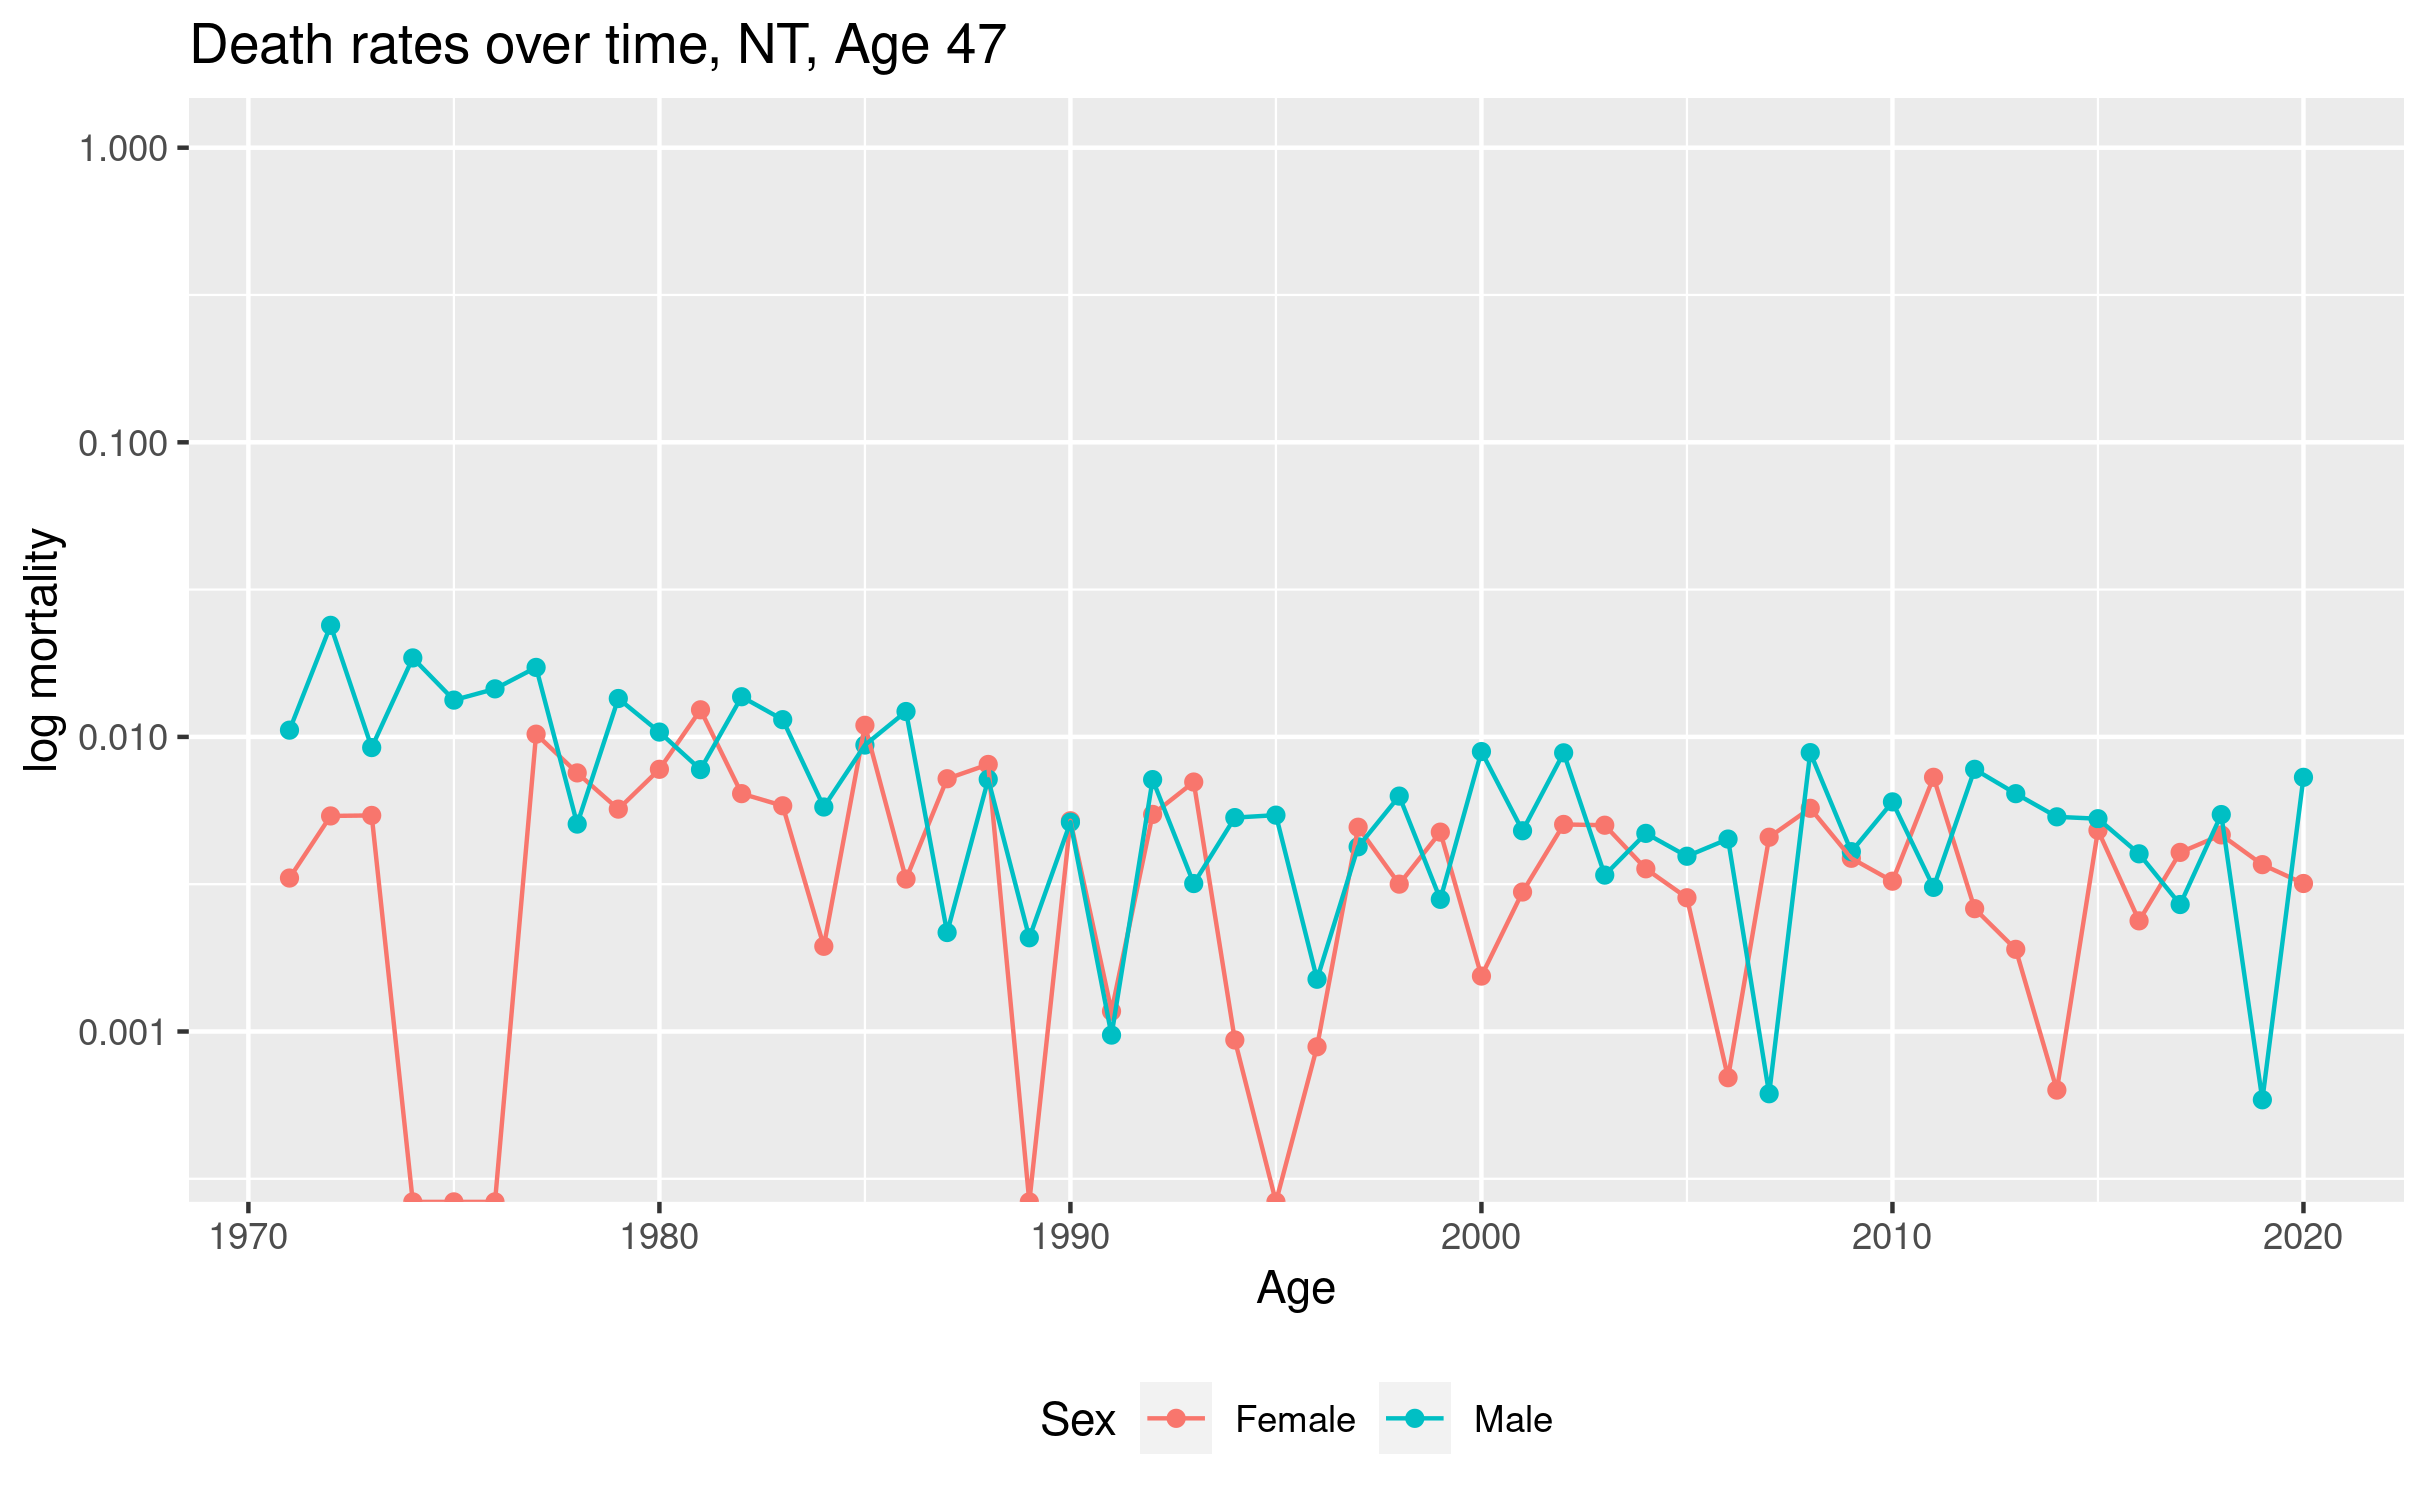 Death rates over time, NT, Age 47
log mortality
1.000
0.100
0.010
0.001
1970 1980 1990 2000 2010 2020
Age
Sex Female Male